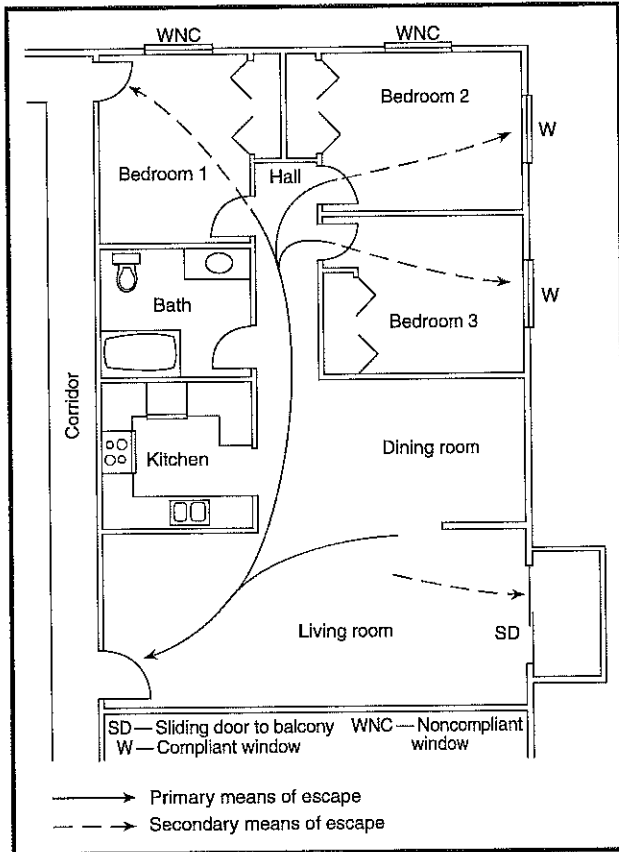 WNC
WNC
Bedroom 2
W
Bedroom 1
Hall
Bath
Bedroom 3
W
Corridor
Kitchen
Dining room
Living room
SD
SD — Sliding door to balcony
W — Compliant window
WNC — Noncompliant
window
Primary means of escape
Secondary means of escape